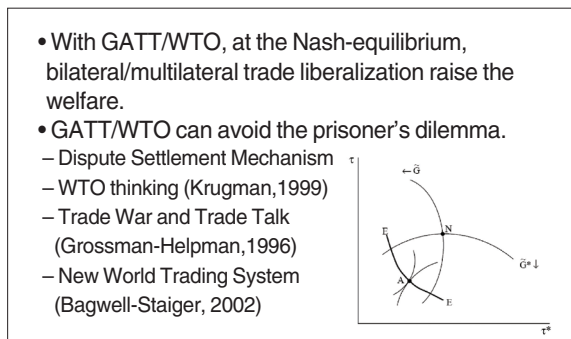 • With GATT/WTO, at the Nash-equilibrium,
bilateral/multilateral trade liberalization raise the
welfare.
• GATT/WTO can avoid the prisoner's dilemma.
– Dispute Settlement Mechanism
– WTO thinking (Krugman,1999)
– Trade War and Trade Talk
(Grossman-Helpman,1996)
– New World Trading System
(Bagwell-Staiger, 2002)
τ
← G̃
E
N
G̃* ↓
A
E
τ*